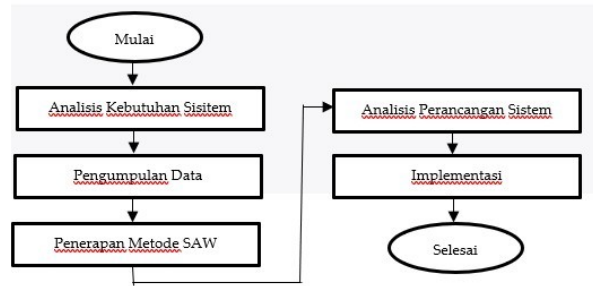 Mulai
Analisis Kebutuhan Sisitem
Pengumpulan Data
Penerapan Metode SAW
Analisis Perancangan Sistem
Implementasi
Selesai